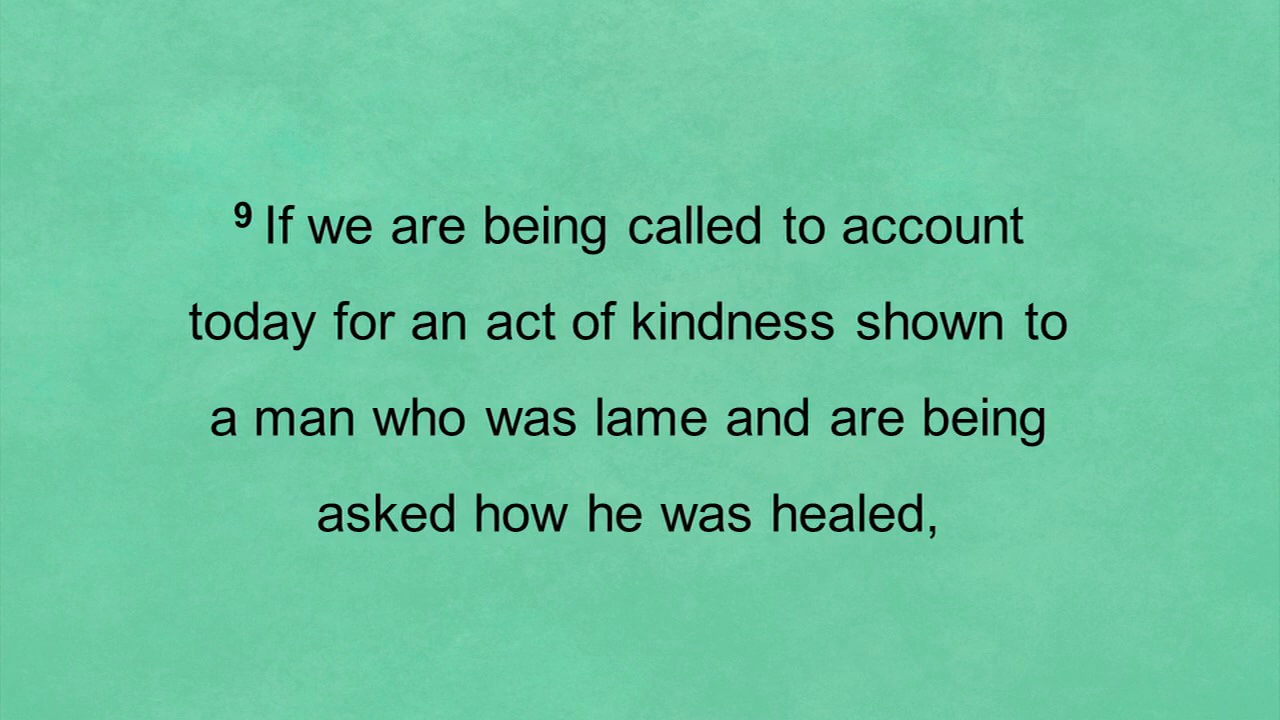 9 If we are being called to account
today for an act of kindness shown to
a man who was lame and are being
asked how he was healed,